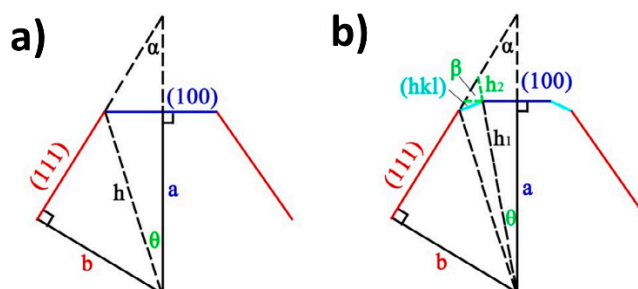 a)
α
(100)
(111)
h
a
θ
b
b)
α
β
h₂
(100)
(hkl)
h₁
(111)
a
θ
b